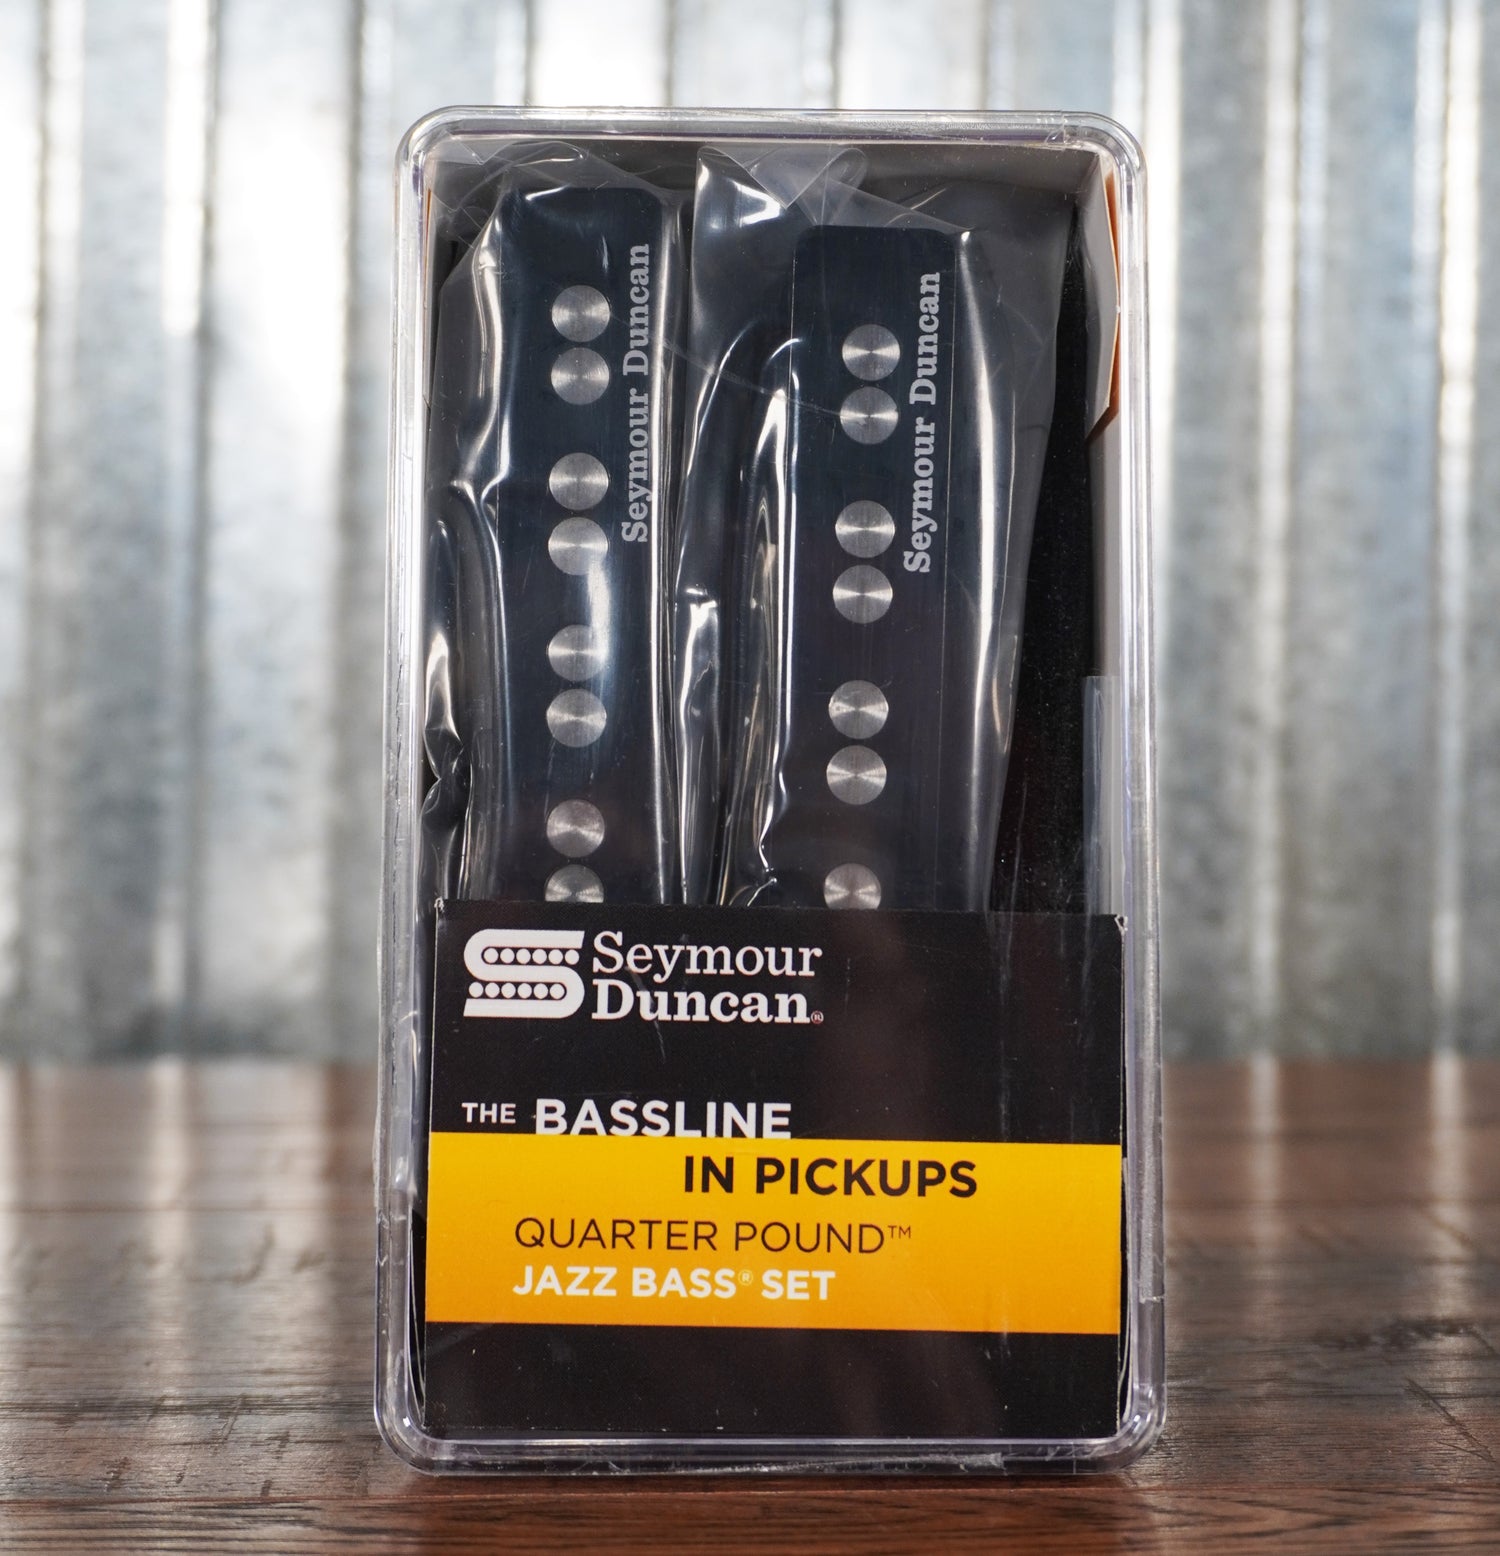 Seymour Duncan
Seymour Duncan
Seymour
Duncan®
THE BASSLINE
IN PICKUPS
QUARTER POUND™
JAZZ BASS® SET